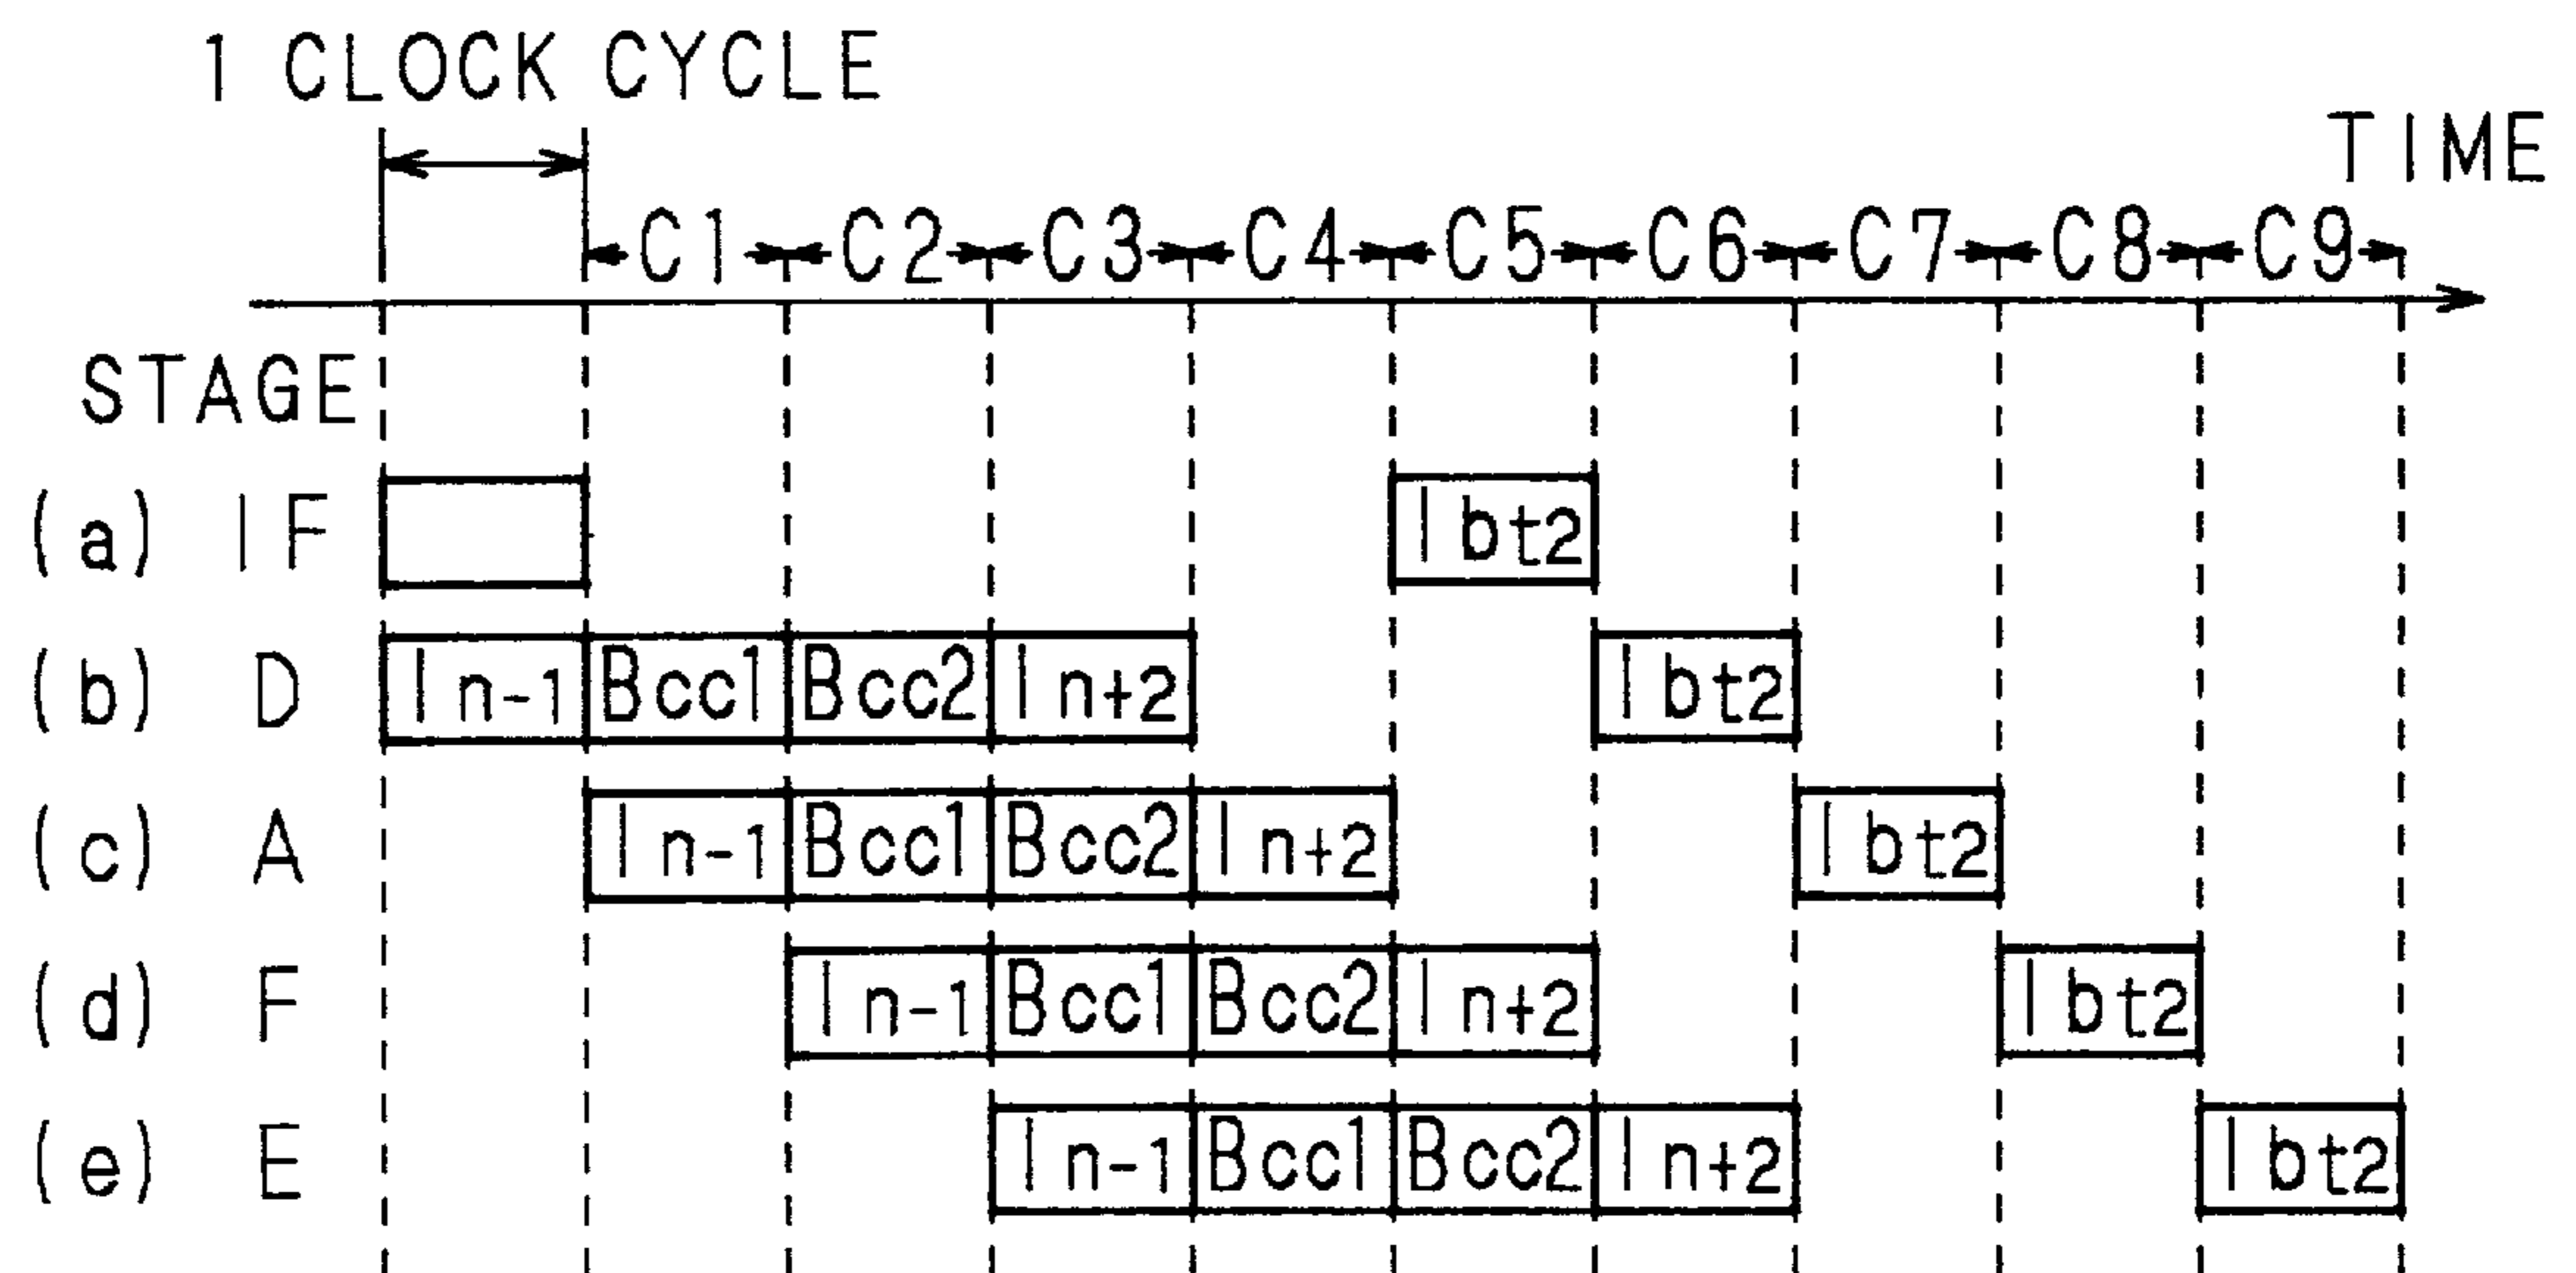 1 CLOCK CYCLE
TIME
C1 C2 C3 C4 C5 C6 C7 C8 C9
STAGE
(a) IF Ibt2
(b) D In-1 Bcc1 Bcc2 In+2 Ibt2
(c) A In-1 Bcc1 Bcc2 In+2 Ibt2
(d) F In-1 Bcc1 Bcc2 In+2 Ibt2
(e) E In-1 Bcc1 Bcc2 In+2 Ibt2